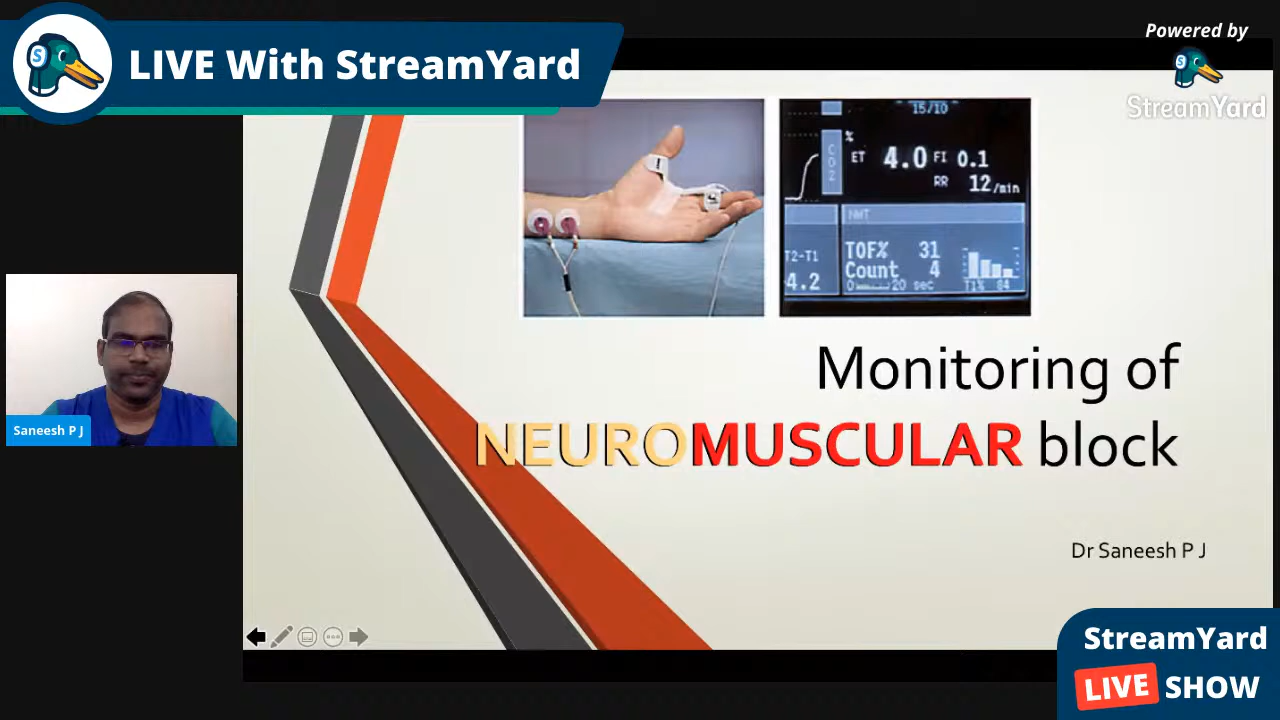 LIVE With StreamYard
Powered by
StreamYard
15/10
CO2
% ET 4.0 FI 0.1
RR 12/min
NMT
T2-T1
4.2
TOF% 31
Count 4
0 20 sec
T1% 84
Monitoring of
NEUROMUSCULAR block
Dr Saneesh P J
Saneesh P J
StreamYard
LIVE SHOW